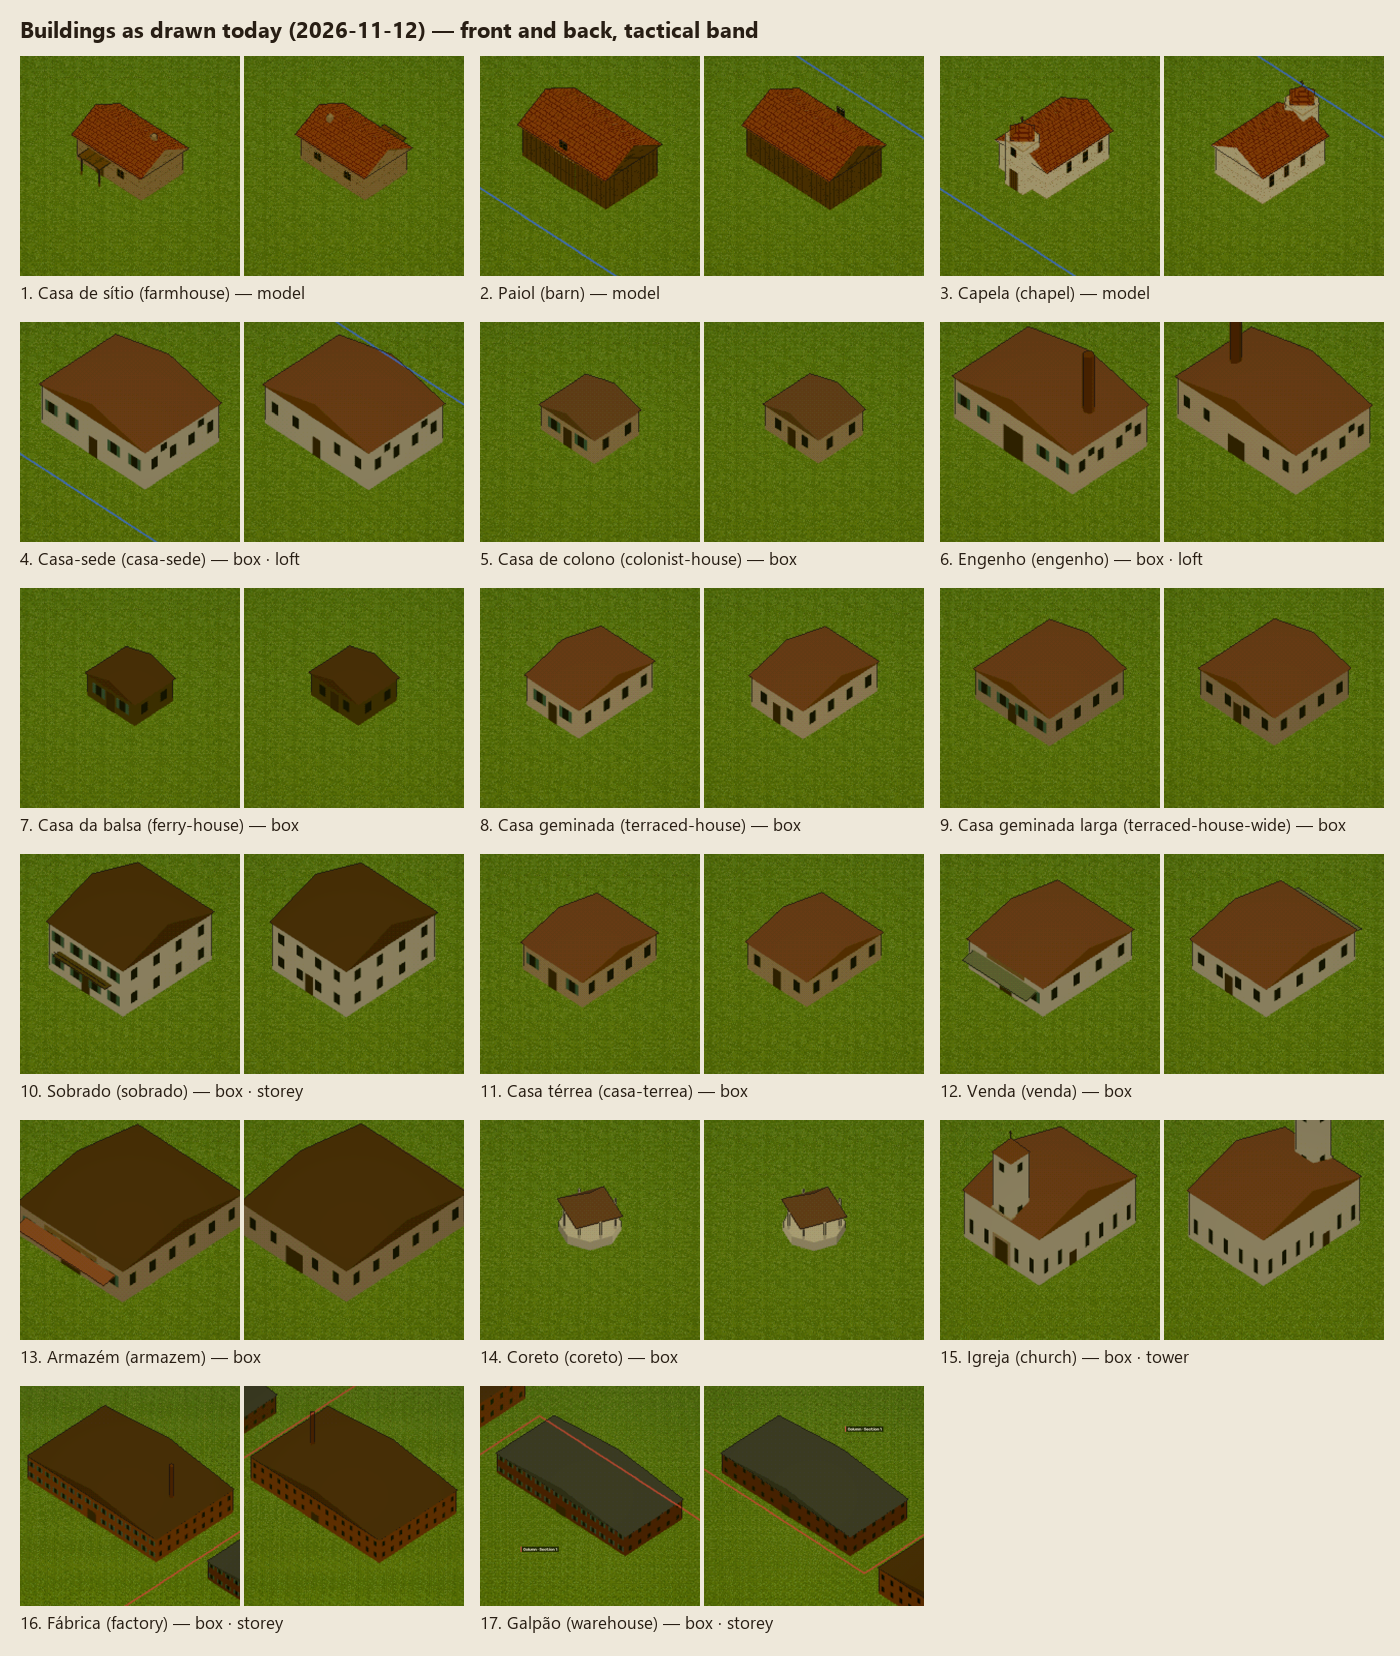 Buildings as drawn today (2026-11-12) — front and back, tactical band
1. Casa de sítio (farmhouse) — model
2. Paiol (barn) — model
3. Capela (chapel) — model
4. Casa-sede (casa-sede) — box · loft
5. Casa de colono (colonist-house) — box
6. Engenho (engenho) — box · loft
7. Casa da balsa (ferry-house) — box
8. Casa geminada (terraced-house) — box
9. Casa geminada larga (terraced-house-wide) — box
10. Sobrado (sobrado) — box · storey
11. Casa térrea (casa-terrea) — box
12. Venda (venda) — box
13. Armazém (armazem) — box
14. Coreto (coreto) — box
15. Igreja (church) — box · tower
16. Fábrica (factory) — box · storey
17. Galpão (warehouse) — box · storey